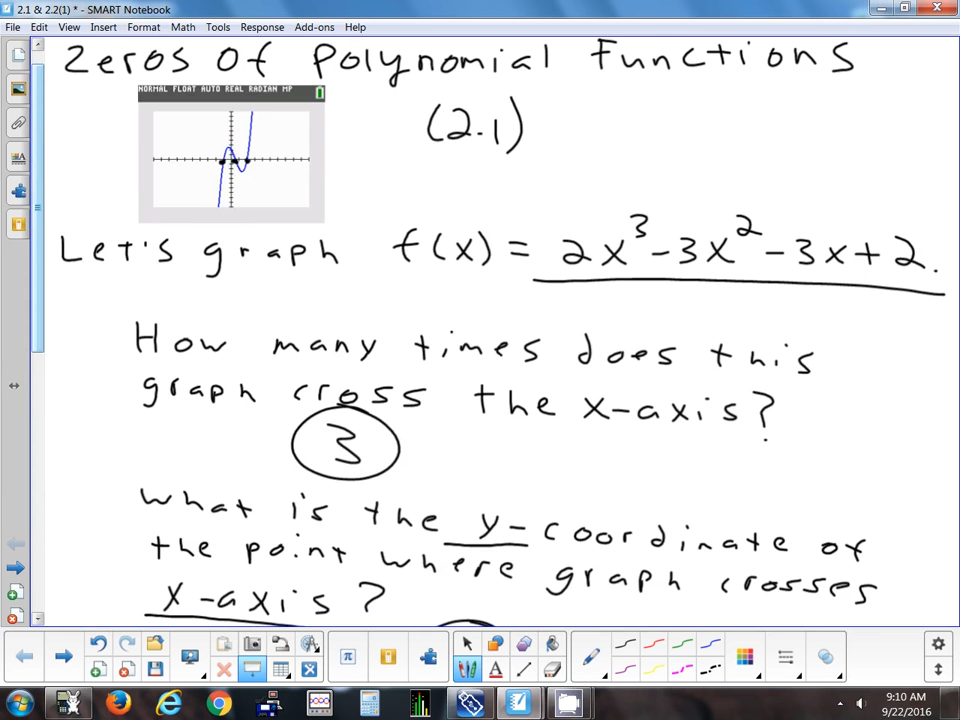 2.1 & 2.2(1) * - SMART Notebook
File Edit View Insert Format Math Tools Response Add-ons Help
Zeros of Polynomial Functions
NORMAL FLOAT AUTO REAL RADIAN MP
(2.1)
Let's graph f(x) = 2x³-3x²-3x+2.
How many times does this
graph cross the x-axis?
3
What is the y-coordinate of
the point where graph crosses
x-axis?
9:10 AM
9/22/2016